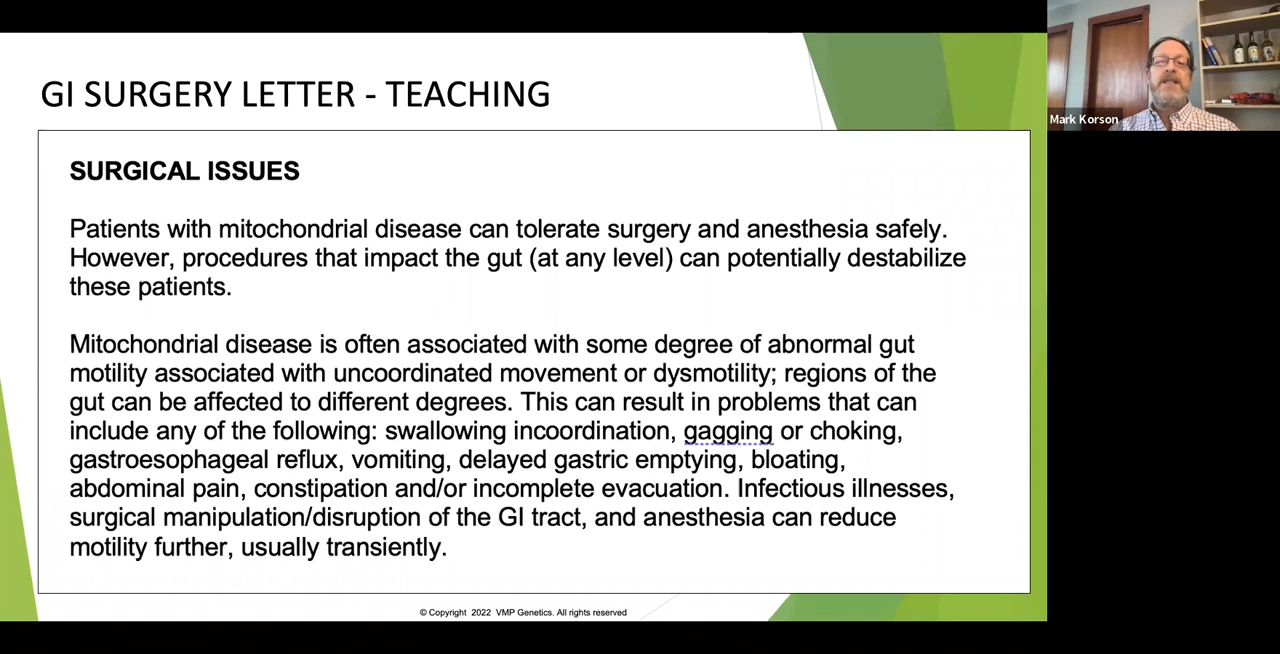 GI SURGERY LETTER - TEACHING
SURGICAL ISSUES
Patients with mitochondrial disease can tolerate surgery and anesthesia safely.
However, procedures that impact the gut (at any level) can potentially destabilize
these patients.
Mitochondrial disease is often associated with some degree of abnormal gut
motility associated with uncoordinated movement or dysmotility; regions of the
gut can be affected to different degrees. This can result in problems that can
include any of the following: swallowing incoordination, gagging or choking,
gastroesophageal reflux, vomiting, delayed gastric emptying, bloating,
abdominal pain, constipation and/or incomplete evacuation. Infectious illnesses,
surgical manipulation/disruption of the GI tract, and anesthesia can reduce
motility further, usually transiently.
© Copyright 2022 VMP Genetics. All rights reserved
Mark Korson